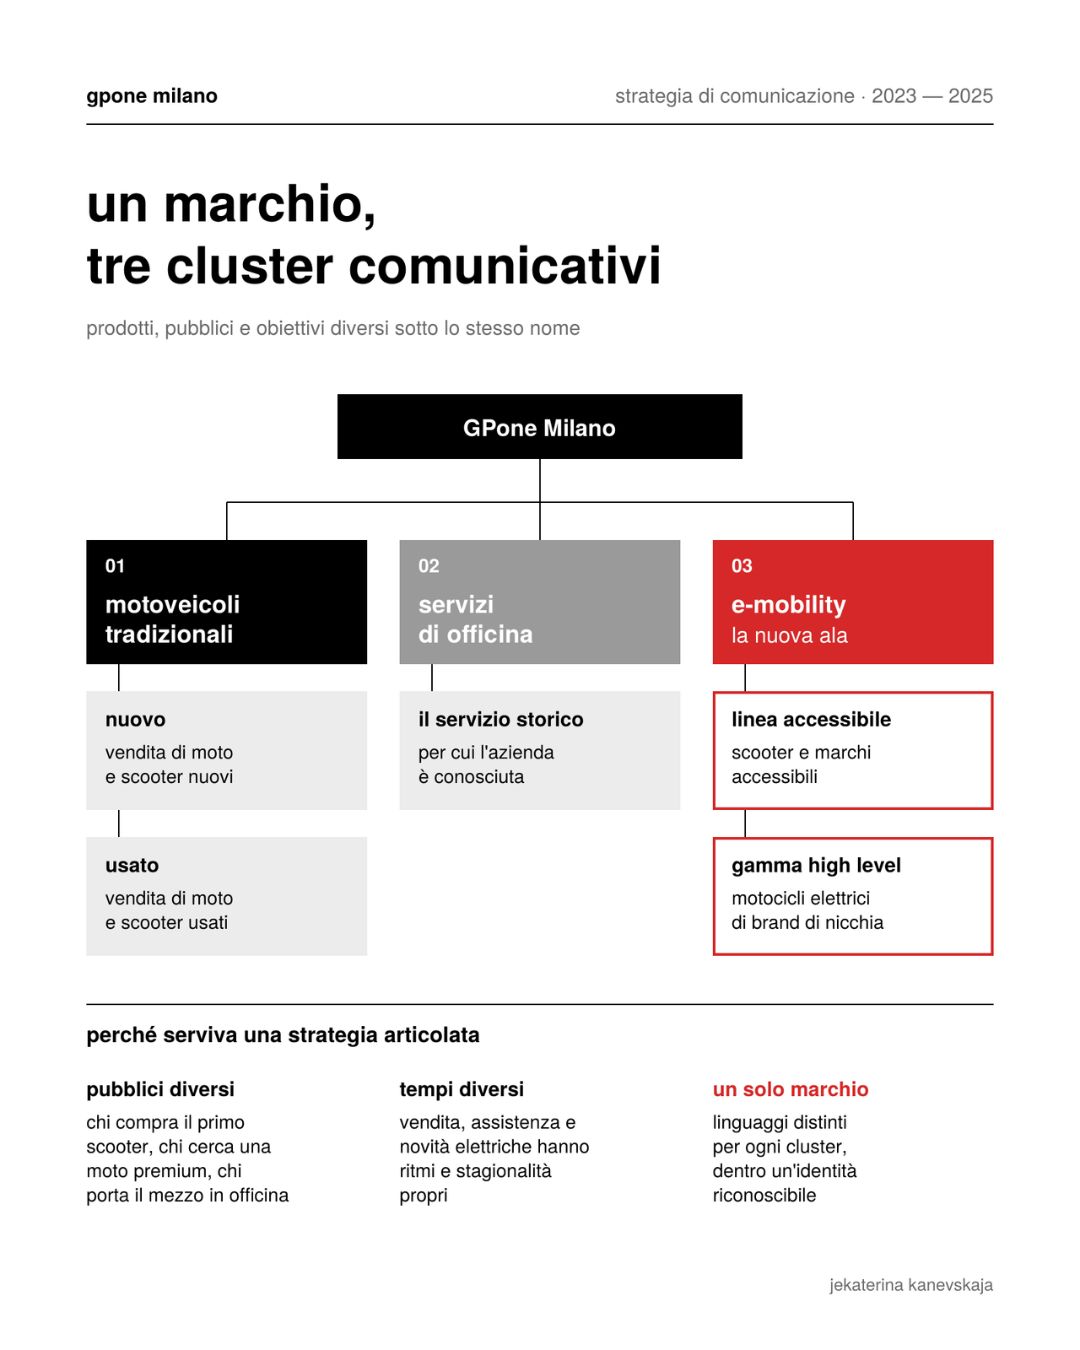 gpone milano
strategia di comunicazione · 2023 — 2025
un marchio,
tre cluster comunicativi
prodotti, pubblici e obiettivi diversi sotto lo stesso nome
GPone Milano
01
motoveicoli
tradizionali
nuovo
vendita di moto
e scooter nuovi
usato
vendita di moto
e scooter usati
02
servizi
di officina
il servizio storico
per cui l'azienda
è conosciuta
03
e-mobility
la nuova ala
linea accessibile
scooter e marchi
accessibili
gamma high level
motocicli elettrici
di brand di nicchia
perché serviva una strategia articolata
pubblici diversi
chi compra il primo
scooter, chi cerca una
moto premium, chi
porta il mezzo in officina
tempi diversi
vendita, assistenza e
novità elettriche hanno
ritmi e stagionalità
propri
un solo marchio
linguaggi distinti
per ogni cluster,
dentro un'identità
riconoscibile
jekaterina kanevskaja